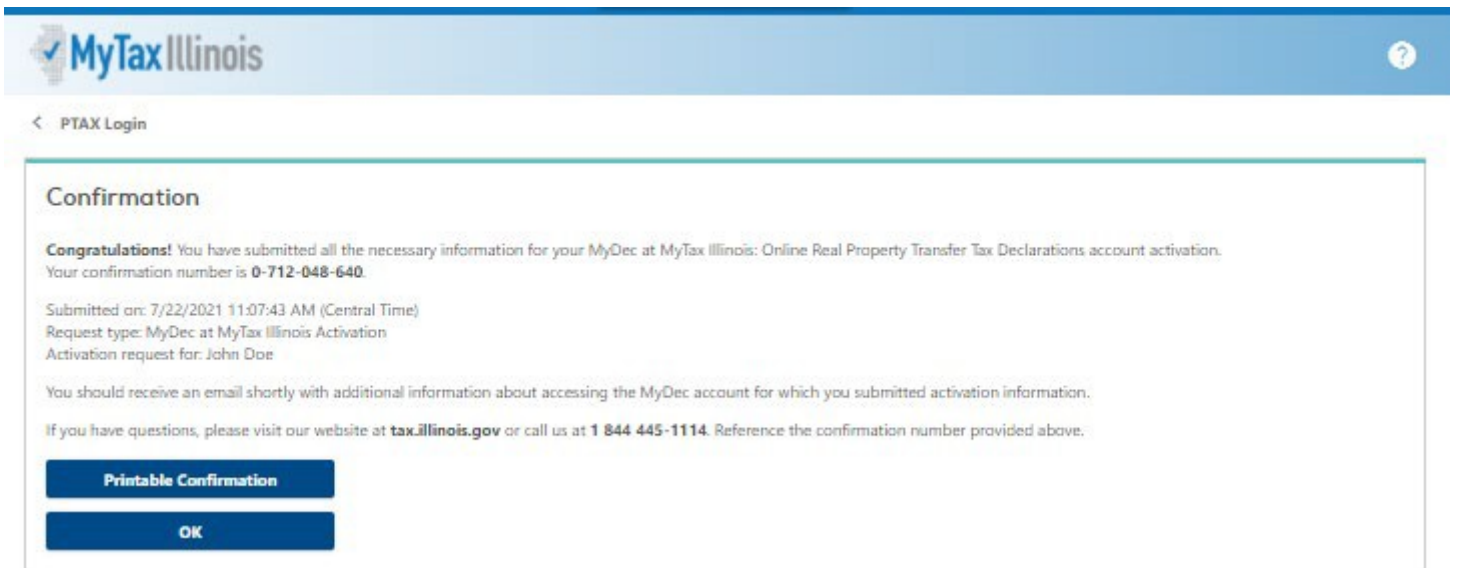 MyTax Illinois
?
< PTAX Login
Confirmation
Congratulations! You have submitted all the necessary information for your MyDec at MyTax Illinois: Online Real Property Transfer Tax Declarations account activation.
Your confirmation number is 0-712-048-640.
Submitted on: 7/22/2021 11:07:43 AM (Central Time)
Request type: MyDec at MyTax Illinois Activation
Activation request for: John Doe
You should receive an email shortly with additional information about accessing the MyDec account for which you submitted activation information.
If you have questions, please visit our website at tax.illinois.gov or call us at 1 844 445-1114. Reference the confirmation number provided above.
Printable Confirmation
OK